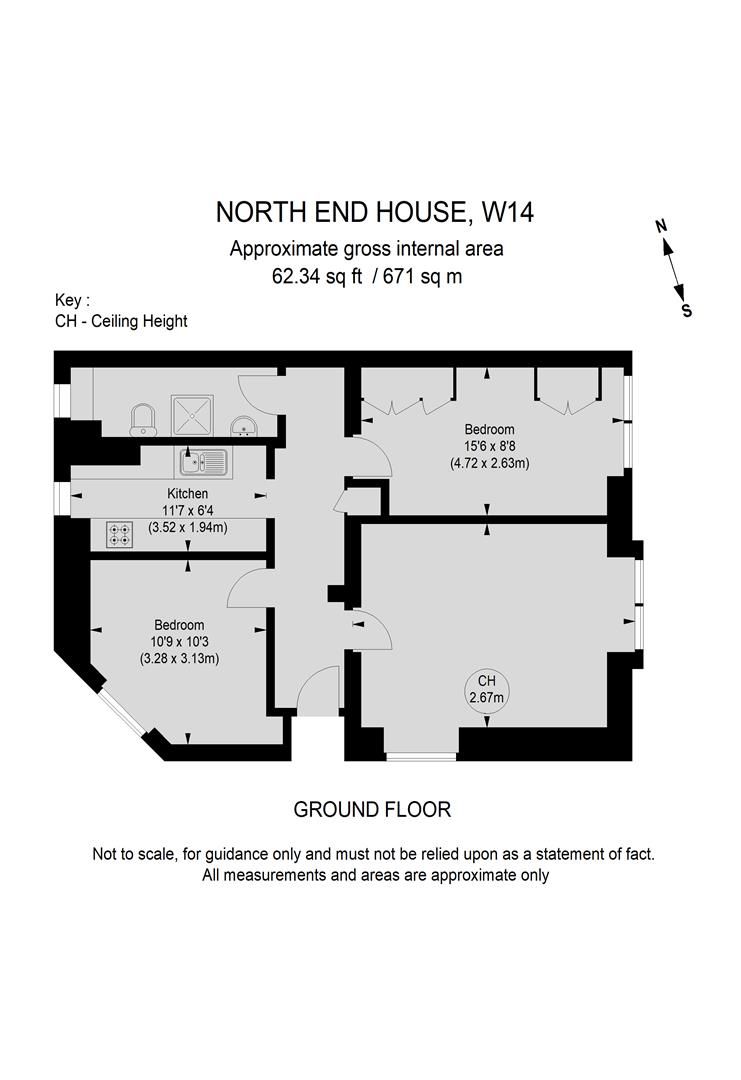 NORTH END HOUSE, W14
Approximate gross internal area
62.34 sq ft / 671 sq m
N
S
Key :
CH - Ceiling Height
Bedroom
15'6 x 8'8
(4.72 x 2.63m)
Kitchen
11'7 x 6'4
(3.52 x 1.94m)
Bedroom
10'9 x 10'3
(3.28 x 3.13m)
CH
2.67m
GROUND FLOOR
Not to scale, for guidance only and must not be relied upon as a statement of fact.
All measurements and areas are approximate only